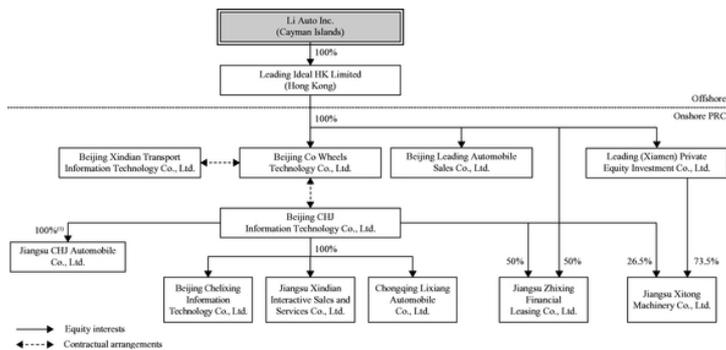 Li Auto Inc.
(Cayman Islands)
100%
Leading Ideal HK Limited
(Hong Kong)
Offshore
Onshore PRC
100%
Beijing Xindian Transport
Information Technology Co., Ltd.
Beijing Co Wheels
Technology Co., Ltd.
Beijing Leading Automobile
Sales Co., Ltd.
Leading (Xiamen) Private
Equity Investment Co., Ltd.
Beijing CHJ
Information Technology Co., Ltd.
100%(1)
Jiangsu CHJ Automobile
Co., Ltd.
100%
50%
50%
26.5%
73.5%
Beijing Chelixing
Information
Technology Co., Ltd.
Jiangsu Xindian
Interactive Sales and
Services Co., Ltd.
Chongqing Lixiang
Automobile
Co., Ltd.
Jiangsu Zhixing
Financial
Leasing Co., Ltd.
Jiangsu Xitong
Machinery Co., Ltd.
Equity interests
Contractual arrangements